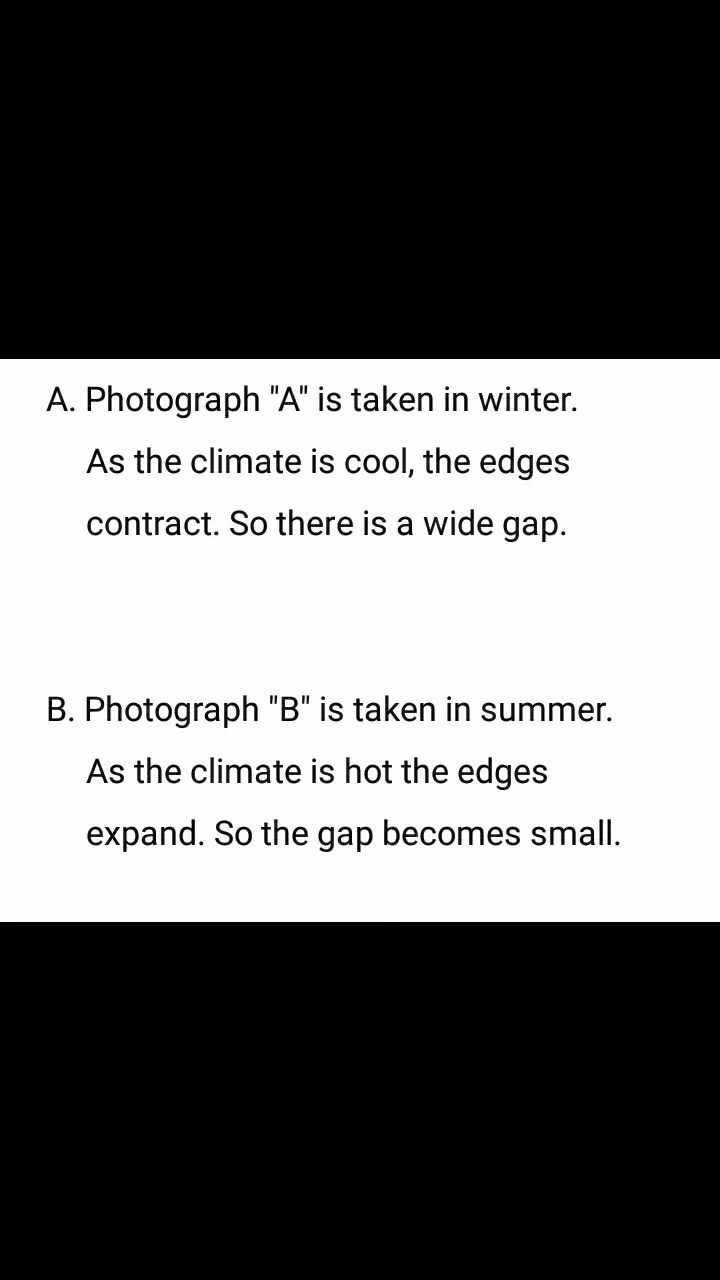 A. Photograph "A" is taken in winter.
As the climate is cool, the edges
contract. So there is a wide gap.
B. Photograph "B" is taken in summer.
As the climate is hot the edges
expand. So the gap becomes small.